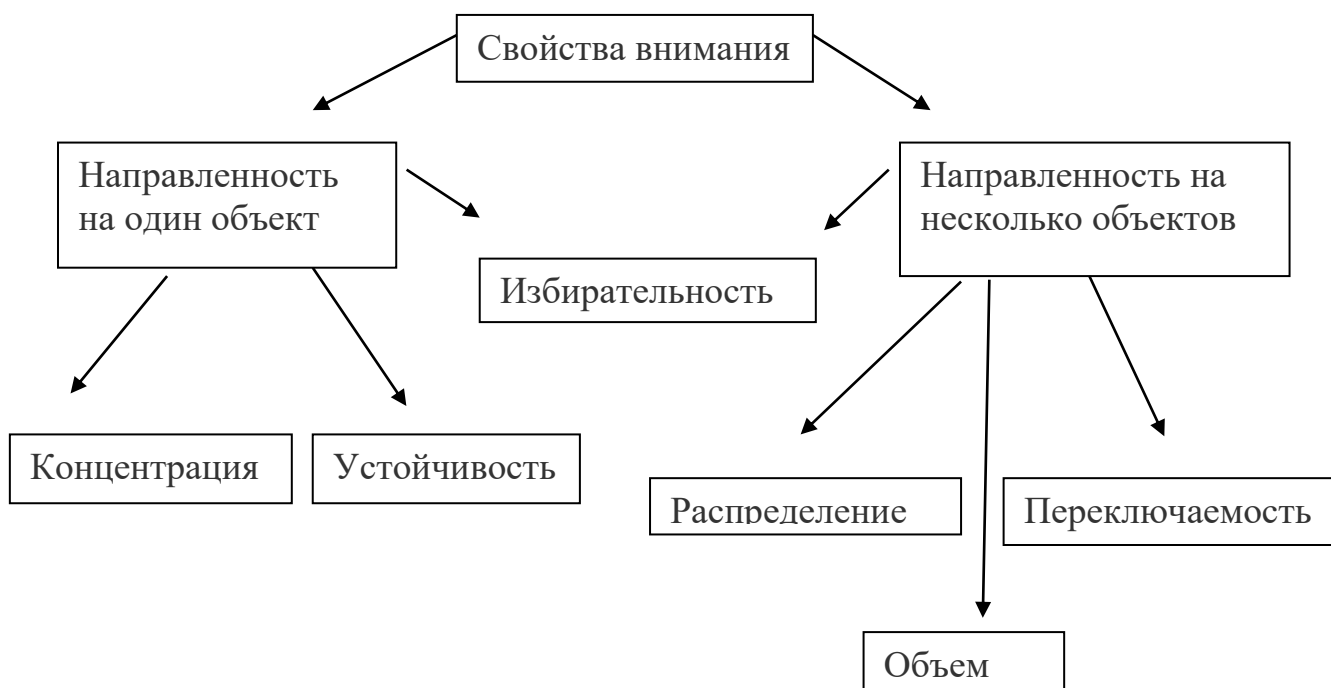 Свойства внимания
Направленность
на один объект
Направленность на
несколько объектов
Избирательность
Концентрация
Устойчивость
Распределение
Переключаемость
Объем